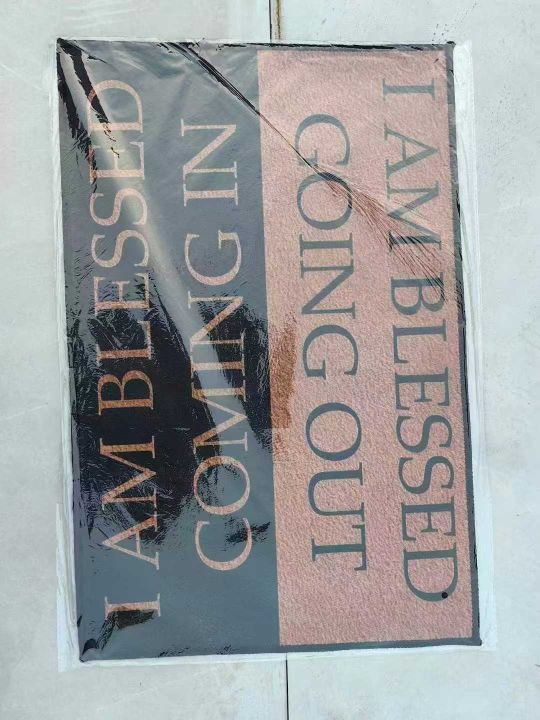 I AM BLESSED
COMING IN
I AM BLESSED
GOING OUT